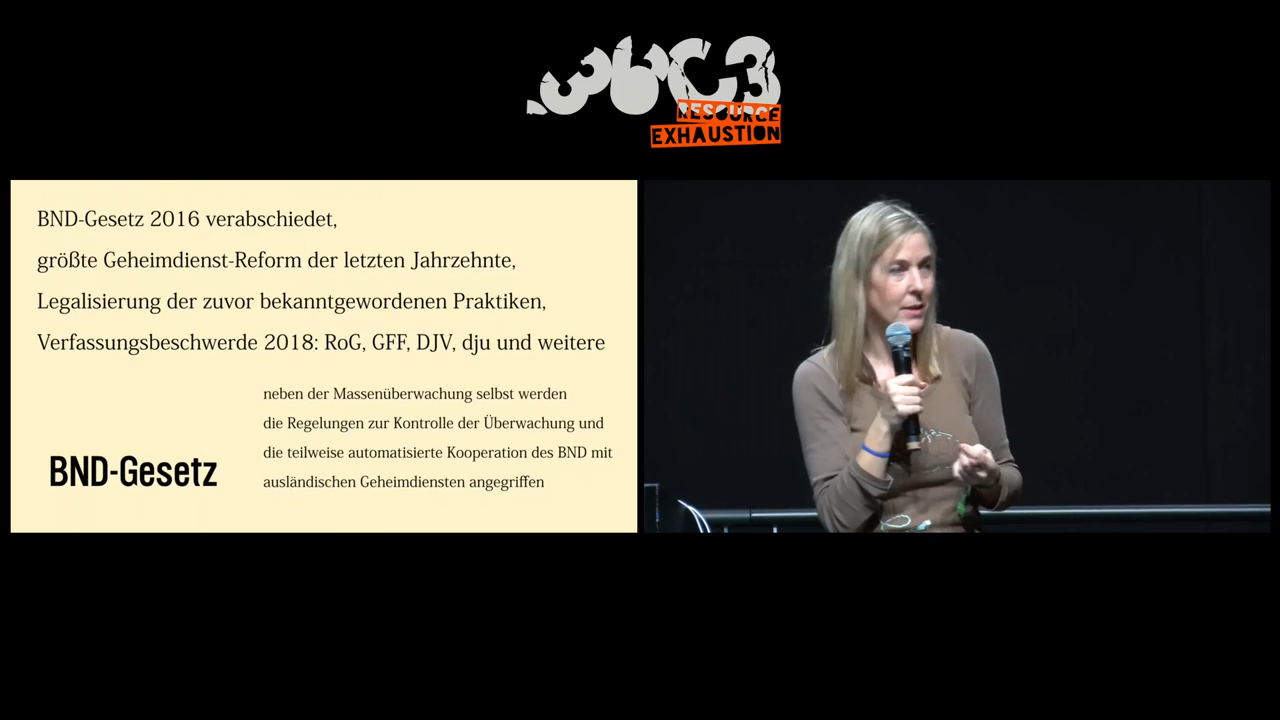 36C3
RESOURCE
EXHAUSTION
BND-Gesetz 2016 verabschiedet,
größte Geheimdienst-Reform der letzten Jahrzehnte,
Legalisierung der zuvor bekanntgewordenen Praktiken,
Verfassungsbeschwerde 2018: RoG, GFF, DJV, dju und weitere
neben der Massenüberwachung selbst werden
die Regelungen zur Kontrolle der Überwachung und
die teilweise automatisierte Kooperation des BND mit
ausländischen Geheimdiensten angegriffen
BND-Gesetz